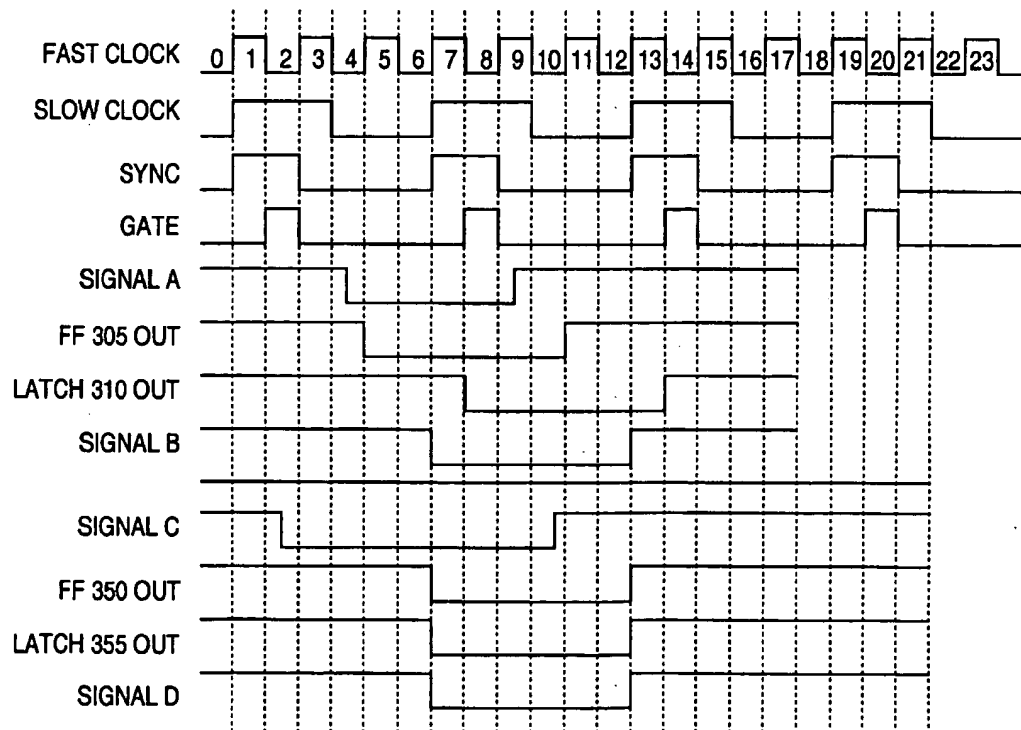 FAST CLOCK 0 1 2 3 4 5 6 7 8 9 10 11 12 13 14 15 16 17 18 19 20 21 22 23
SLOW CLOCK
SYNC
GATE
SIGNAL A
FF 305 OUT
LATCH 310 OUT
SIGNAL B
SIGNAL C
FF 350 OUT
LATCH 355 OUT
SIGNAL D